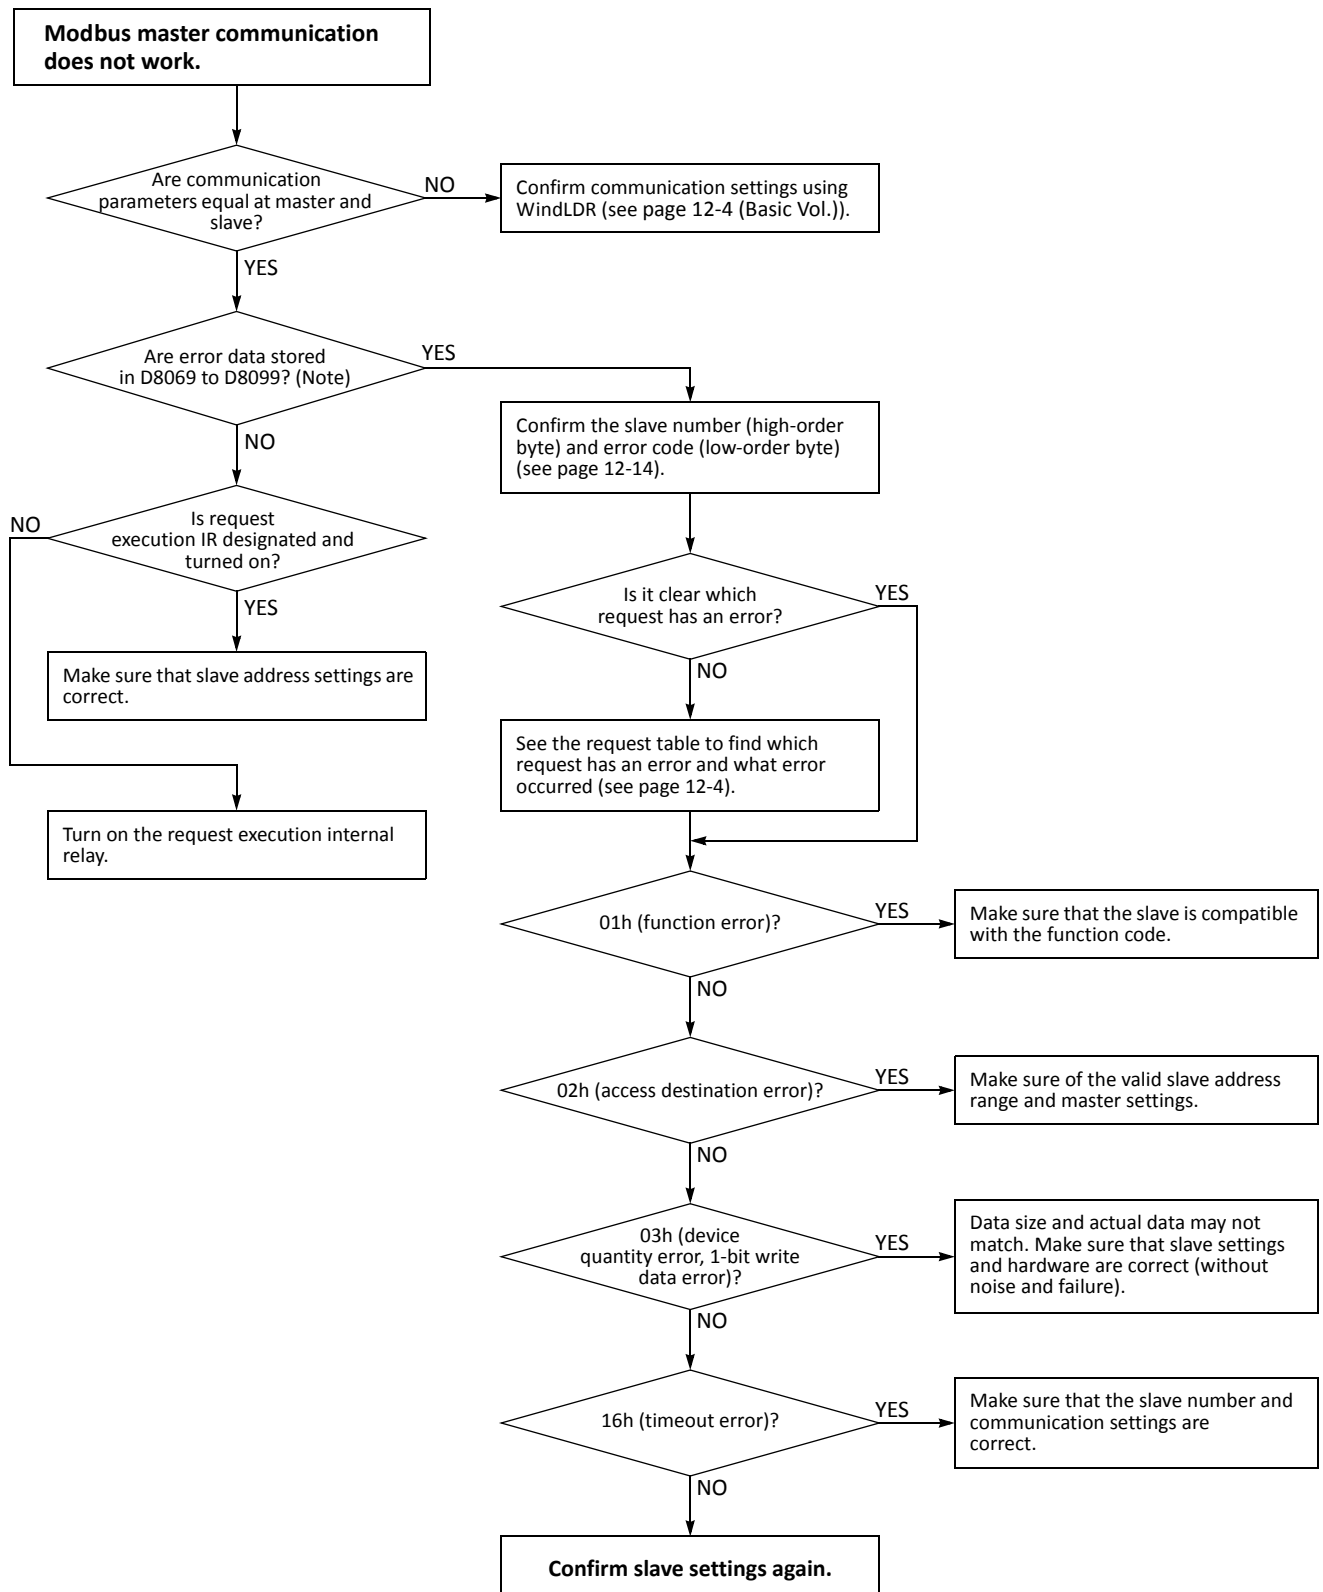 Modbus master communication
does not work.
Are communication
parameters equal at master and
slave?
NO
Confirm communication settings using
WindLDR (see page 12-4 (Basic Vol.)).
YES
Are error data stored
in D8069 to D8099? (Note)
YES
Confirm the slave number (high-order
byte) and error code (low-order byte)
(see page 12-14).
NO
Is request
execution IR designated and
turned on?
NO
YES
Make sure that slave address settings are
correct.
Turn on the request execution internal
relay.
Is it clear which
request has an error?
YES
NO
See the request table to find which
request has an error and what error
occurred (see page 12-4).
01h (function error)?
YES
Make sure that the slave is compatible
with the function code.
NO
02h (access destination error)?
YES
Make sure of the valid slave address
range and master settings.
NO
03h (device
quantity error, 1-bit write
data error)?
YES
Data size and actual data may not
match. Make sure that slave settings
and hardware are correct (without
noise and failure).
NO
16h (timeout error)?
YES
Make sure that the slave number and
communication settings are
correct.
NO
Confirm slave settings again.